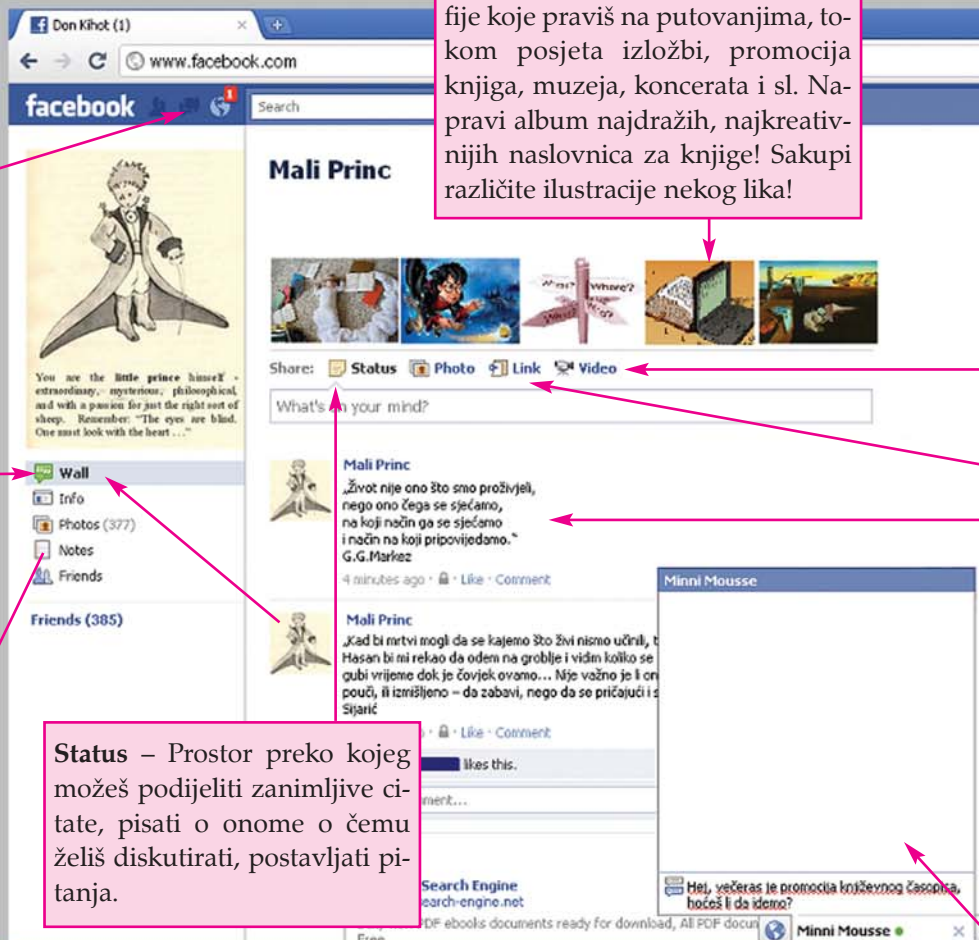 Don Kihot (1)
www.facebook.com
facebook
1
Search
fije koje praviš na putovanjima, to-
kom posjeta izložbi, promocija
knjiga, muzeja, koncerata i sl. Na-
pravi album najdražih, najkreativ-
nijih naslovnica za knjige! Sakupi
različite ilustracije nekog lika!
Mali Princ
Where?
You are the little prince himself -
extraordinary, mysterious, philosophical,
and with a passion for just the right sort of
sheep. Remember: "The eyes are blind.
One must look with the heart ..."
Share: Status Photo Link Video
What's on your mind?
Wall
Info
Photos (377)
Notes
Friends
Friends (385)
Mali Princ
„Život nije ono što smo proživjeli,
nego ono čega se sjećamo,
na koji način ga se sjećamo
i način na koji pripovijedamo.“
G.G.Markez
4 minutes ago · Like · Comment
Mali Princ
„Kad bi mrtvi mogli da se kajemo što živi nismo učinili, t
Hasan bi mi rekao da odem na groblje i vidim koliko se
gubi vrijeme dok je čovjek ovamo... Nije važno je li on
pouči, ili izmišljeno – da zabavi, nego da se pričajući i s
Sijarić
· Like · Comment
likes this.
ment...
Status – Prostor preko kojeg
možeš podijeliti zanimljive ci-
tate, pisati o onome o čemu
želiš diskutirati, postavljati pi-
tanja.
Search Engine
earch-engine.net
PDF ebooks documents ready for download, All PDF docun
Free
Minni Mousse
Hej, večeras je promocija književnog časopisa,
hoćeš li da idemo?
Minni Mousse